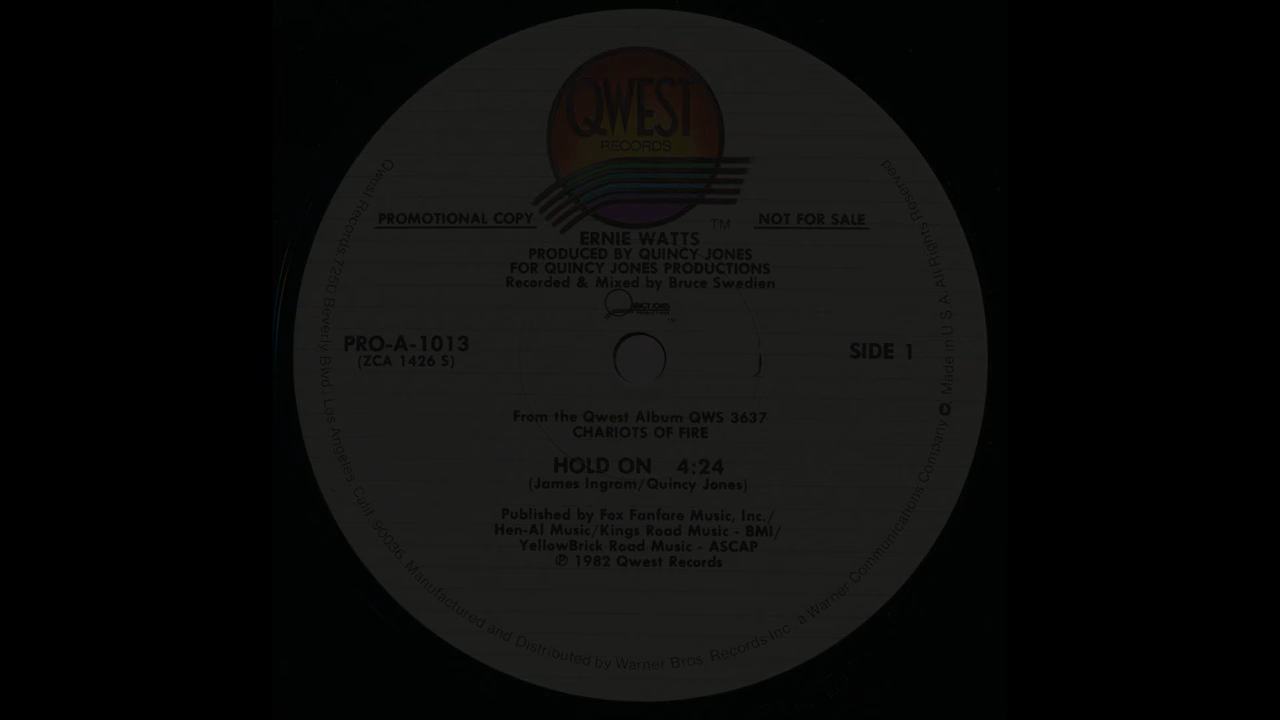 QWEST
RECORDS
PROMOTIONAL COPY
NOT FOR SALE
TM
ERNIE WATTS
PRODUCED BY QUINCY JONES
FOR QUINCY JONES PRODUCTIONS
Recorded & Mixed by Bruce Swedien
QUINCY JONES
PRO-A-1013
(ZCA 1426 S)
SIDE 1
From the Qwest Album QWS 3637
CHARIOTS OF FIRE
HOLD ON 4:24
(James Ingram/Quincy Jones)
Published by Fox Fanfare Music, Inc./
Hen-Al Music/Kings Road Music - BMI/
YellowBrick Road Music - ASCAP
℗ 1982 Qwest Records
Qwest Records, 7250 Beverly Blvd., Los Angeles Calif. 90036. Manufactured and Distributed by Warner Bros. Records Inc. a Warner Communications Company. Made in U S A. All Rights Reserved
0